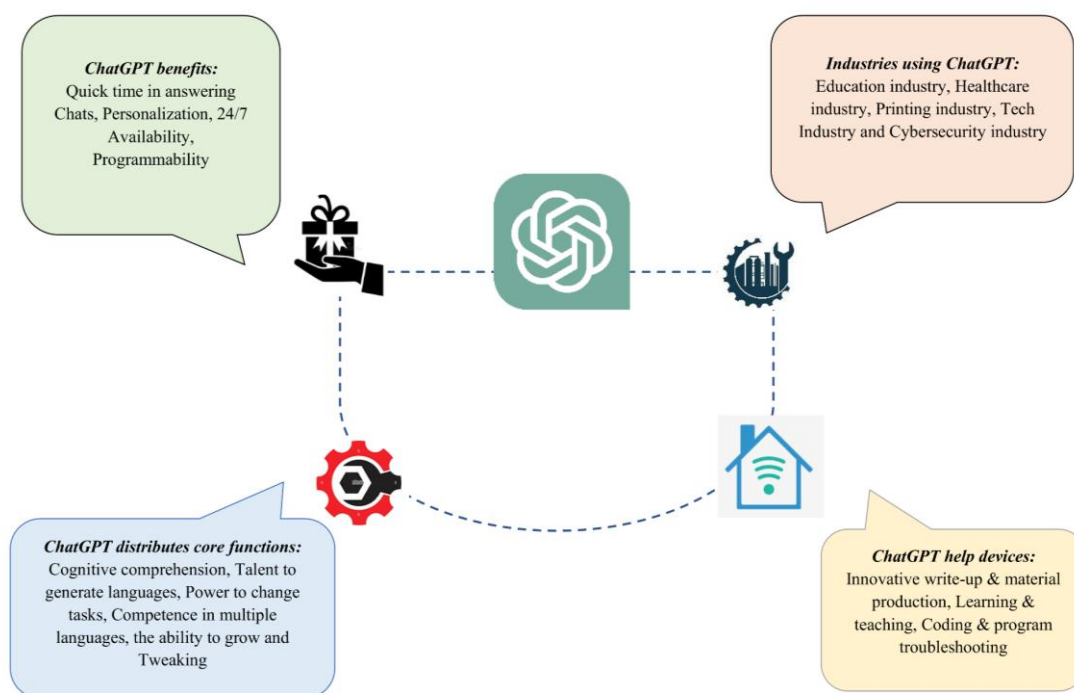 ChatGPT benefits:
Quick time in answering
Chats, Personalization, 24/7
Availability,
Programmability
Industries using ChatGPT:
Education industry, Healthcare
industry, Printing industry, Tech
Industry and Cybersecurity industry
ChatGPT distributes core functions:
Cognitive comprehension, Talent to
generate languages, Power to change
tasks, Competence in multiple
languages, the ability to grow and
Tweaking
ChatGPT help devices:
Innovative write-up & material
production, Learning &
teaching, Coding & program
troubleshooting